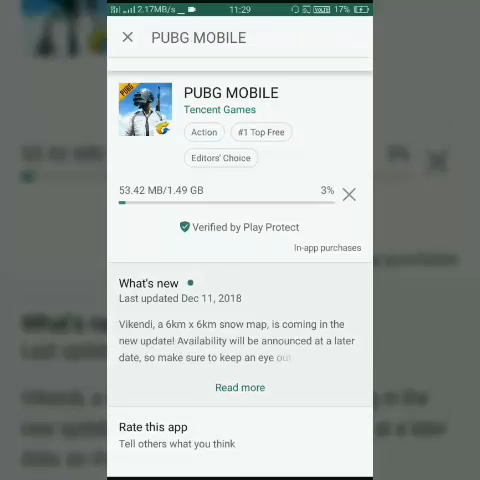 2.17MB/s 11:29 VoLTE 17%
PUBG MOBILE
PUBG
PUBG MOBILE
Tencent Games
Action #1 Top Free
Editors' Choice
53.42 MB/1.49 GB 3%
Verified by Play Protect
In-app purchases
What's new
Last updated Dec 11, 2018
Vikendi, a 6km x 6km snow map, is coming in the
new update! Availability will be announced at a later
date, so make sure to keep an eye out
Read more
Rate this app
Tell others what you think